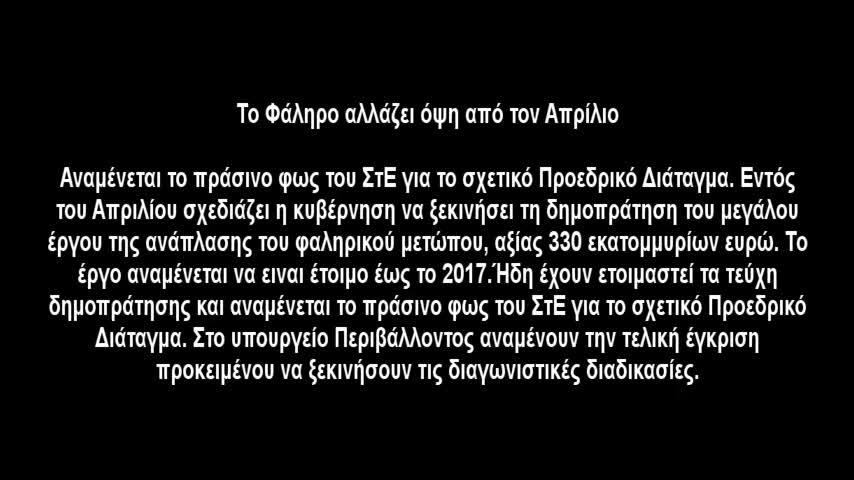 Το Φάληρο αλλάζει όψη από τον Απρίλιο
Αναμένεται το πράσινο φως του ΣτΕ για το σχετικό Προεδρικό Διάταγμα. Εντός
του Απριλίου σχεδιάζει η κυβέρνηση να ξεκινήσει τη δημοπράτηση του μεγάλου
έργου της ανάπλασης του φαληρικού μετώπου, αξίας 330 εκατομμυρίων ευρώ. Το
έργο αναμένεται να ειναι έτοιμο έως το 2017.Ήδη έχουν ετοιμαστεί τα τεύχη
δημοπράτησης και αναμένεται το πράσινο φως του ΣτΕ για το σχετικό Προεδρικό
Διάταγμα. Στο υπουργείο Περιβάλλοντος αναμένουν την τελική έγκριση
προκειμένου να ξεκινήσουν τις διαγωνιστικές διαδικασίες.